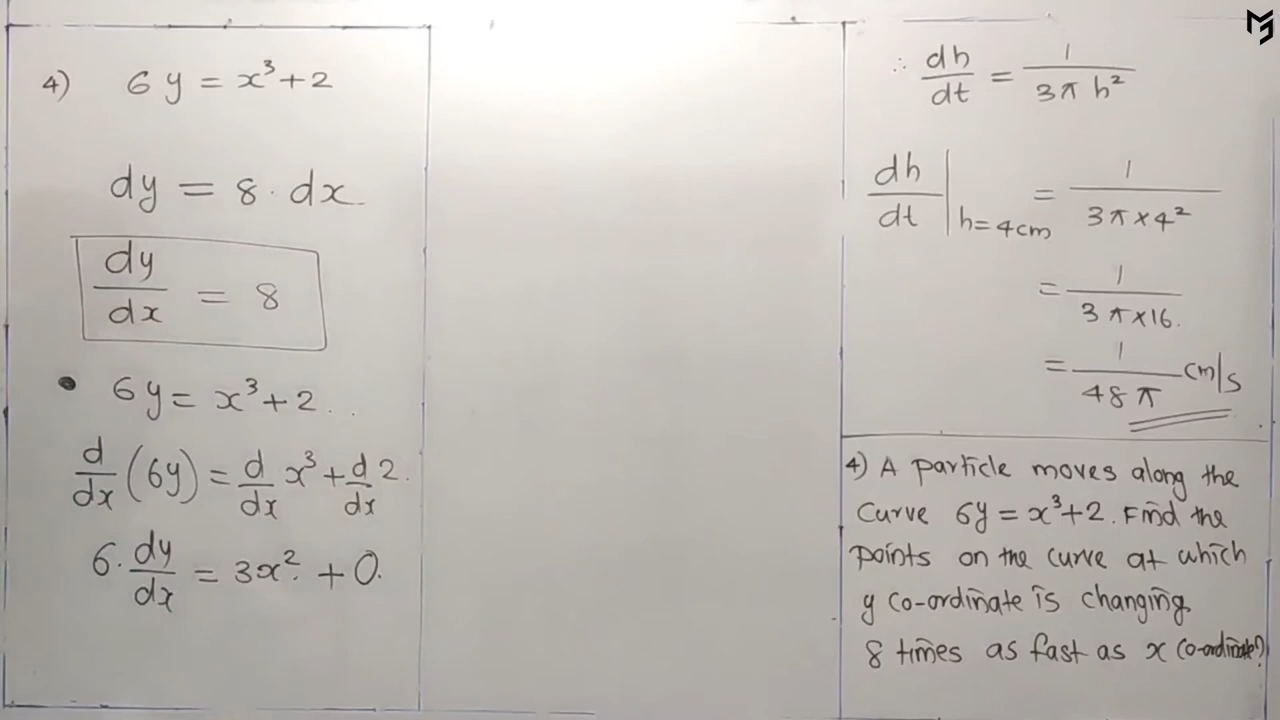 4) 6y = x³+2
dy = 8·dx
dy/dx = 8
• 6y = x³+2..
d/dx (6y) = d/dx x³ + d/dx 2.
6·dy/dx = 3x². + 0.
∴ dh/dt = 1/(3π h²)
dh/dt | h=4cm = 1/(3π×4²)
= 1/(3π×16.)
= 1/(48π) cm/s
4) A particle moves along the
curve 6y = x³+2. Find the
points on the curve at which
y co-ordinate is changing
8 times as fast as x co-ordinate?